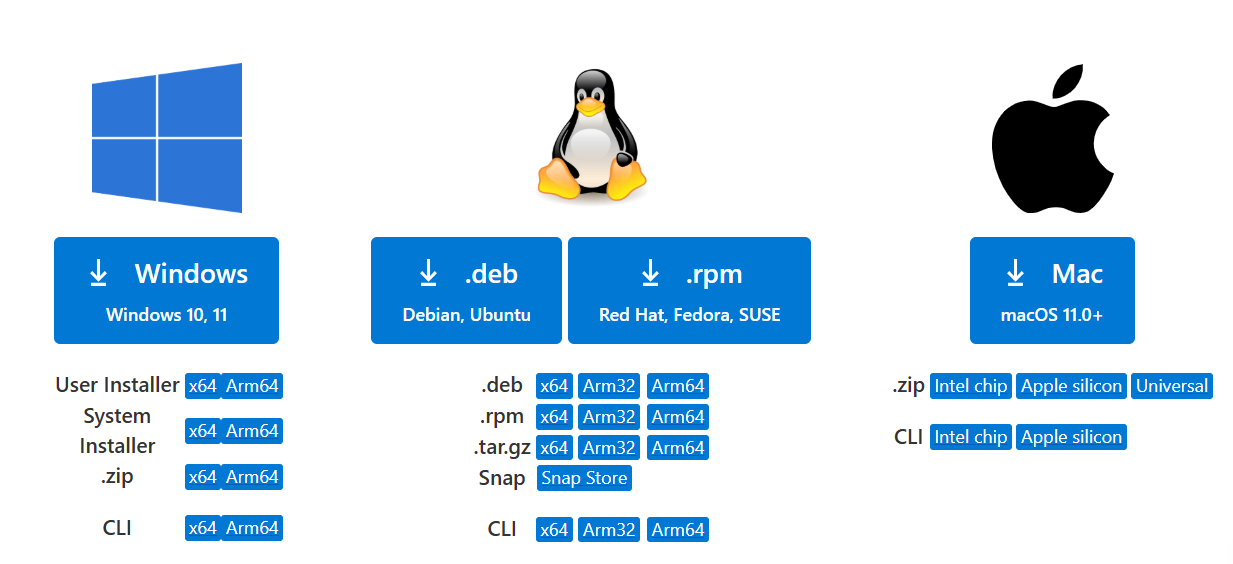 Windows
Windows 10, 11
User Installer x64 Arm64
System
Installer x64 Arm64
.zip x64 Arm64
CLI x64 Arm64
.deb
Debian, Ubuntu
.rpm
Red Hat, Fedora, SUSE
.deb x64 Arm32 Arm64
.rpm x64 Arm32 Arm64
.tar.gz x64 Arm32 Arm64
Snap Snap Store
CLI x64 Arm32 Arm64
Mac
macOS 11.0+
.zip Intel chip Apple silicon Universal
CLI Intel chip Apple silicon